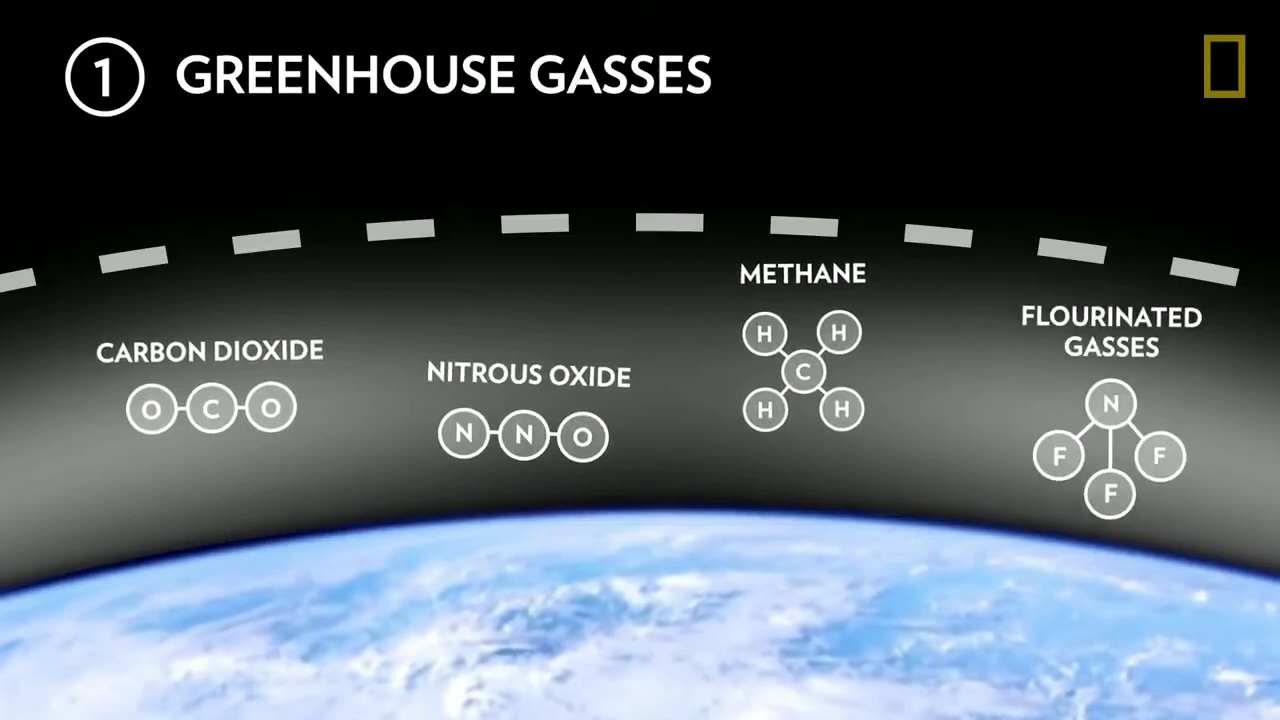 1 GREENHOUSE GASSES
METHANE
FLOURINATED
GASSES
CARBON DIOXIDE
NITROUS OXIDE
H H
C
H H
O C O
N N O
N
F F
F